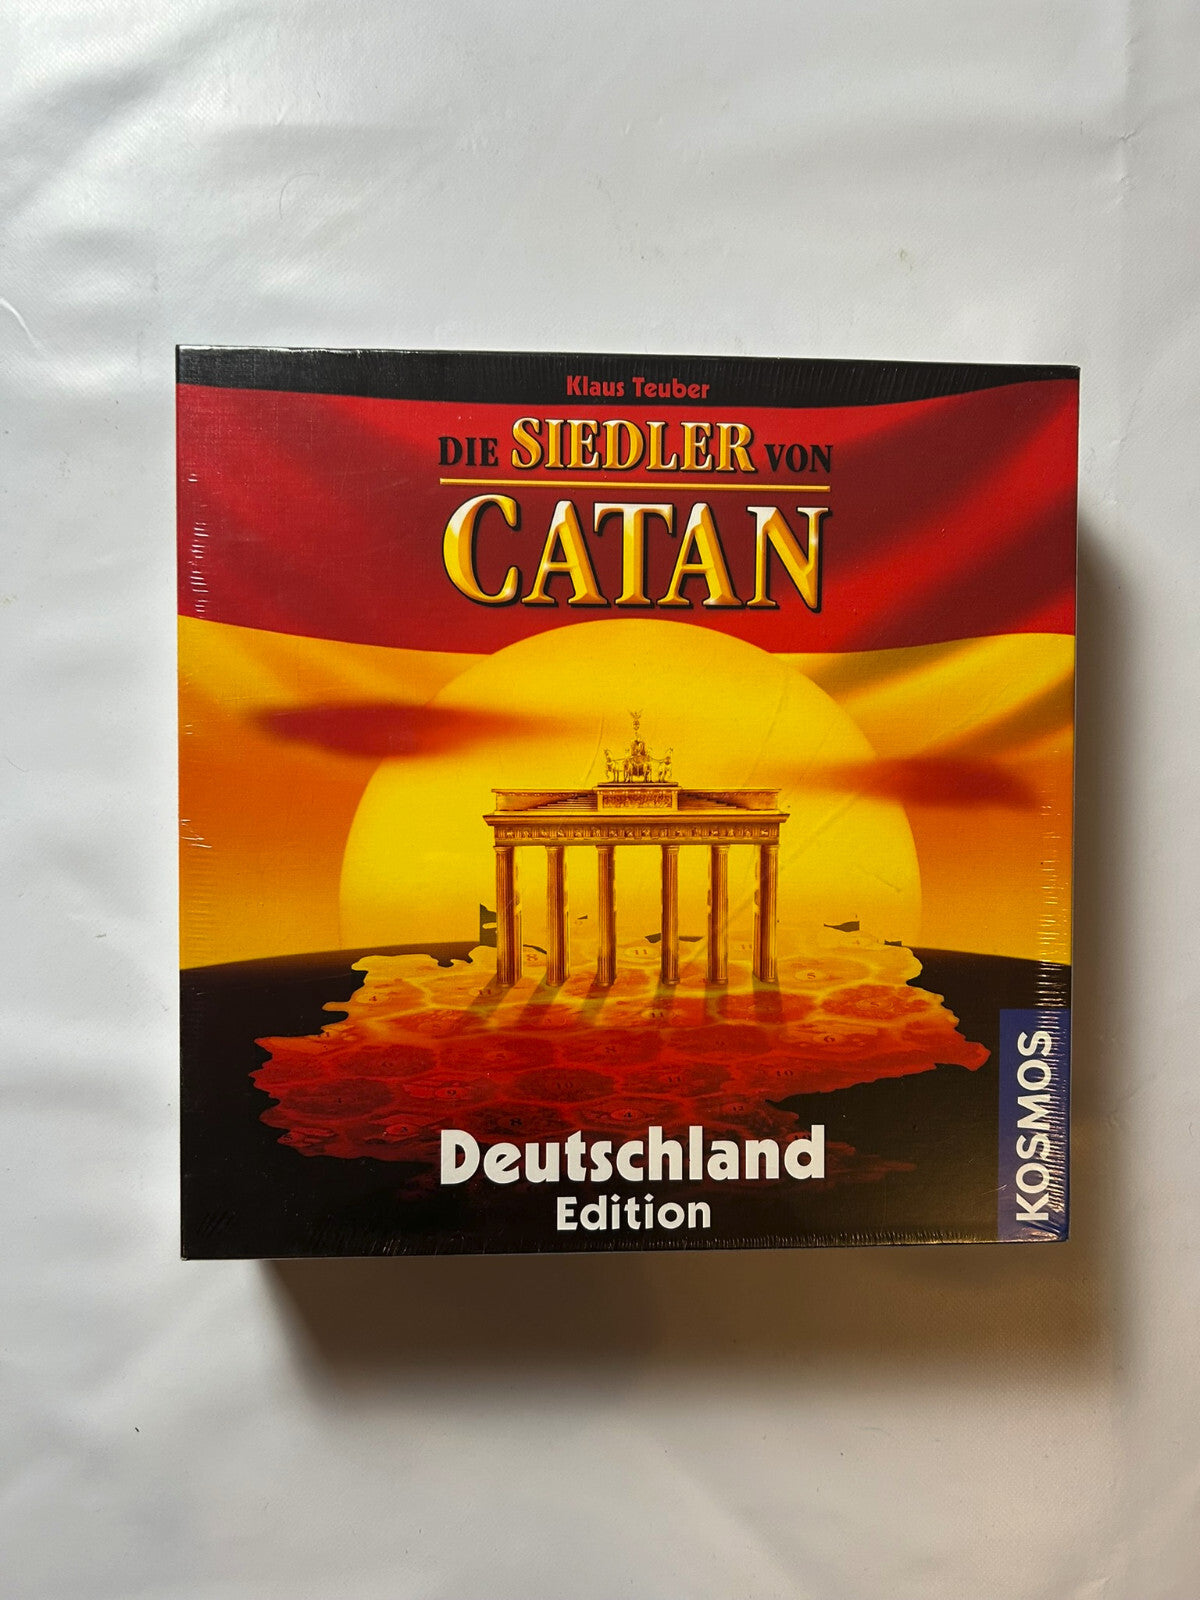 Klaus Teuber
DIE SIEDLER VON
CATAN
Deutschland
Edition
KOSMOS